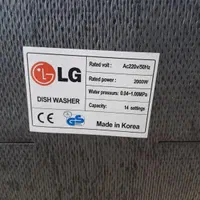 LG
DISH WASHER
Rated volt : Ac220v/50Hz
Rated power : 2000W
Water pressure: 0.04-1.00MPa
Capacity: 14 settings
CE GS
Made in Korea